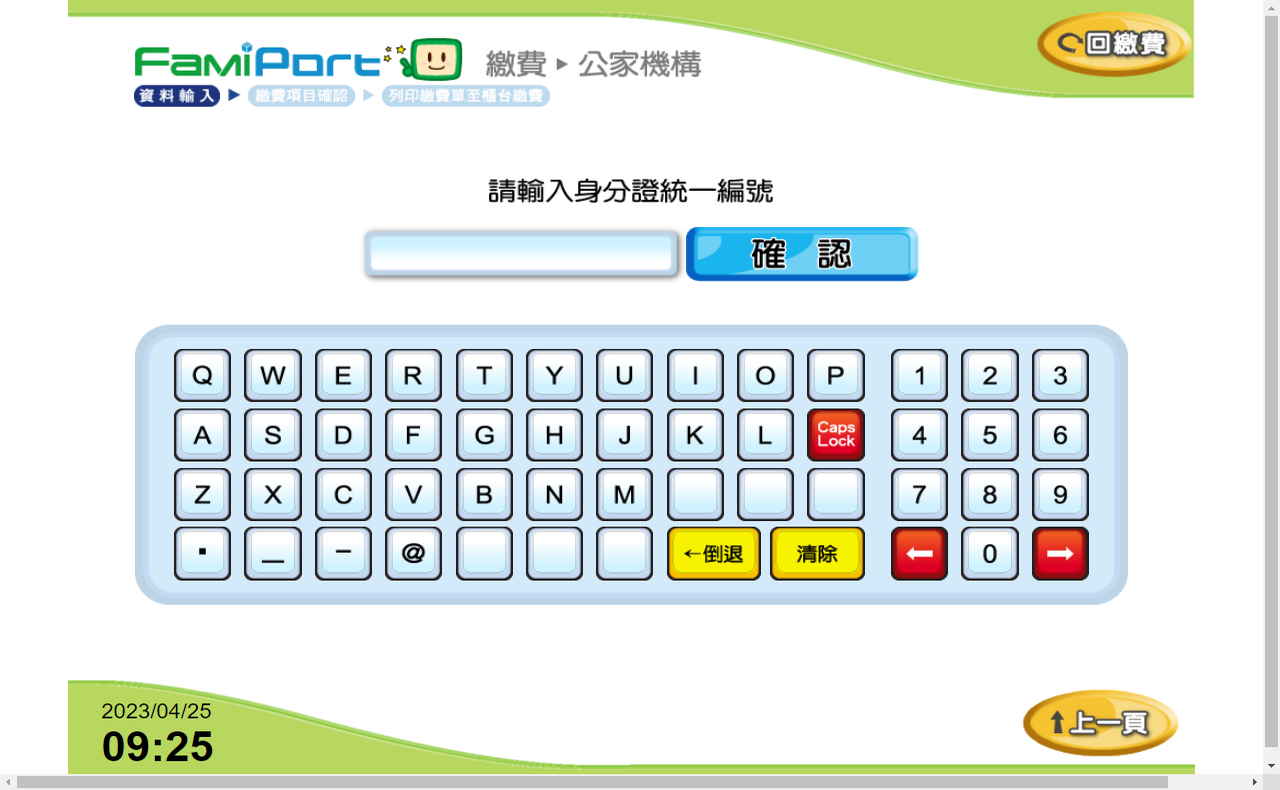 FamiPort 繳費▸公家機構 回繳費
資料輸入 ▶ 繳費項目確認 ▶ 列印繳費單至櫃台繳費
請輸入身分證統一編號
確 認
Q W E R T Y U I O P 1 2 3
A S D F G H J K L Caps Lock 4 5 6
Z X C V B N M 7 8 9
. _ - @ ←倒退 清除 ← 0 →
2023/04/25
09:25
上一頁